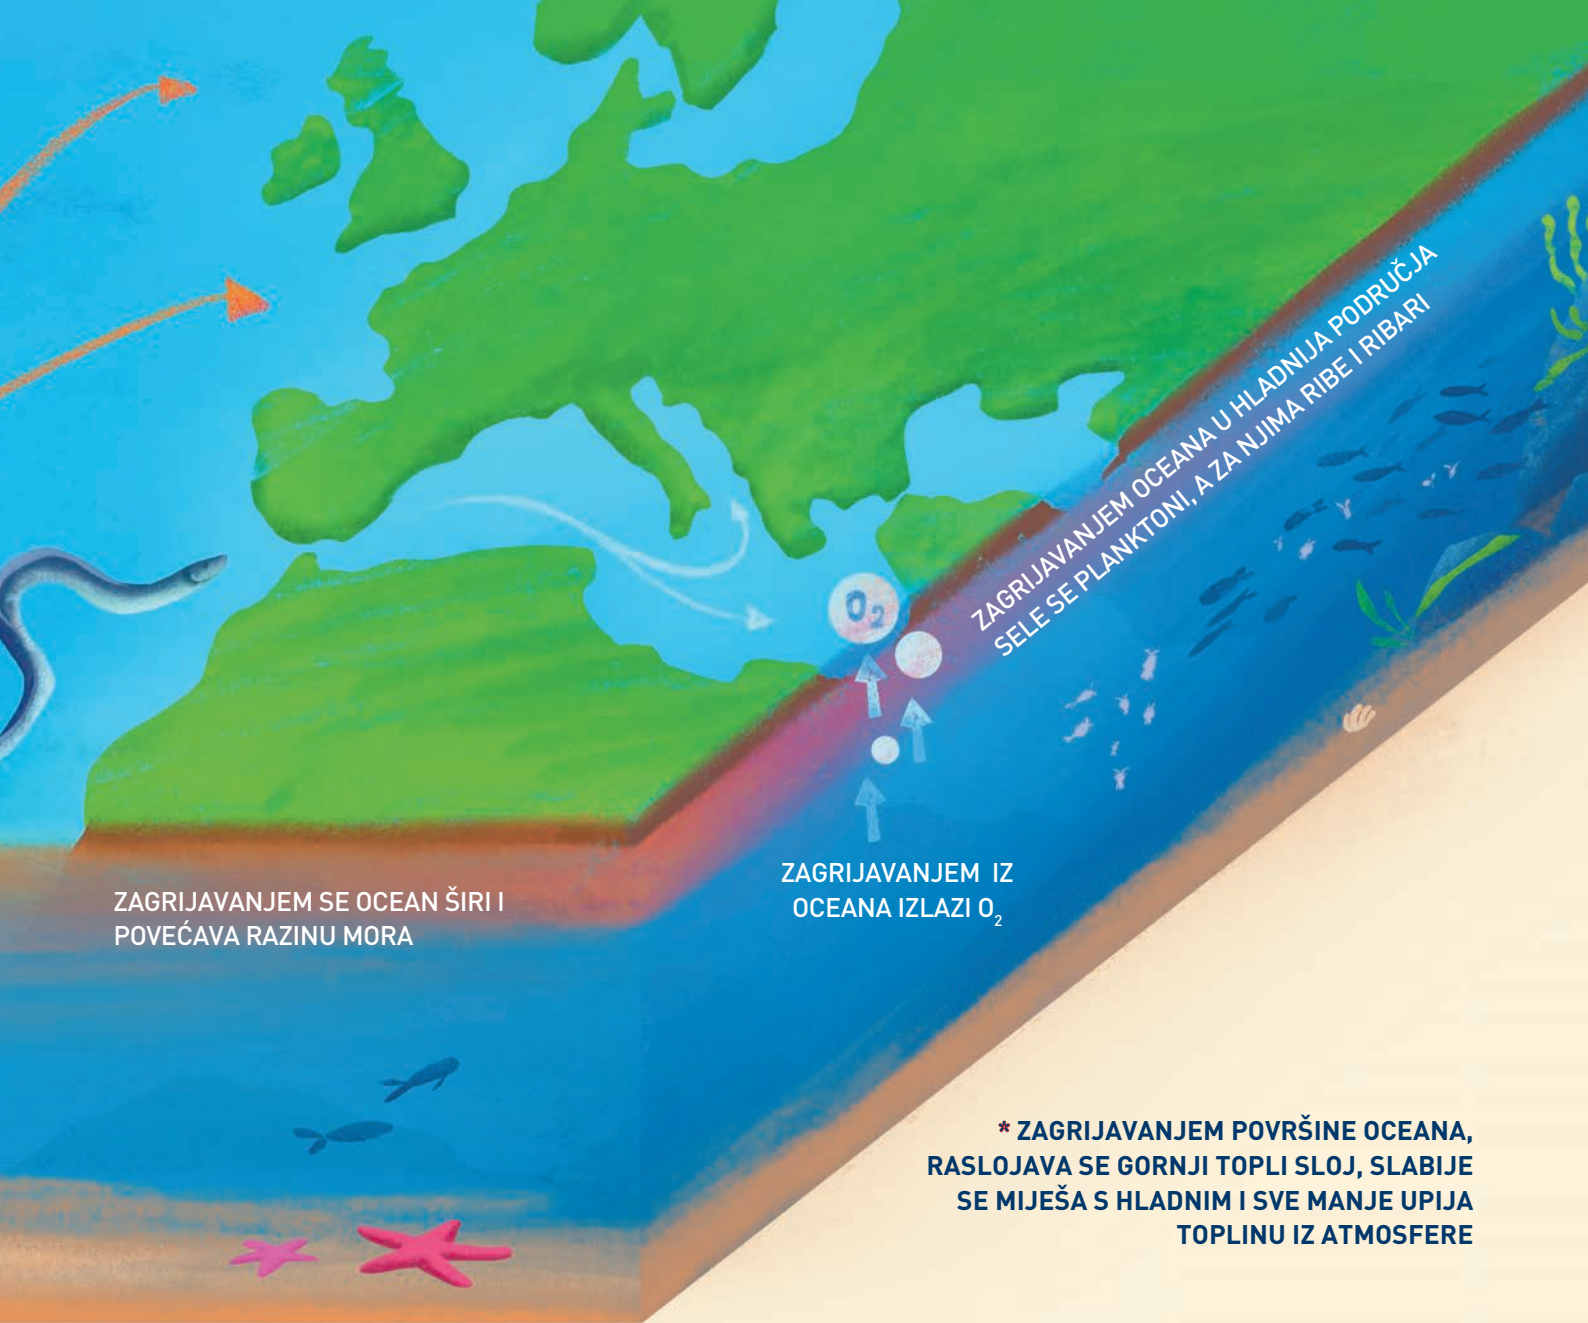 ZAGRIJAVANJEM OCEANA U HLADNIJA PODRUČJA
SELE SE PLANKTONI, A ZA NJIMA RIBE I RIBARI
O₂
ZAGRIJAVANJEM IZ
OCEANA IZLAZI O₂
ZAGRIJAVANJEM SE OCEAN ŠIRI I
POVEĆAVA RAZINU MORA
* ZAGRIJAVANJEM POVRŠINE OCEANA,
RASLOJAVA SE GORNJI TOPLI SLOJ, SLABIJE
SE MIJEŠA S HLADNIM I SVE MANJE UPIJA
TOPLINU IZ ATMOSFERE